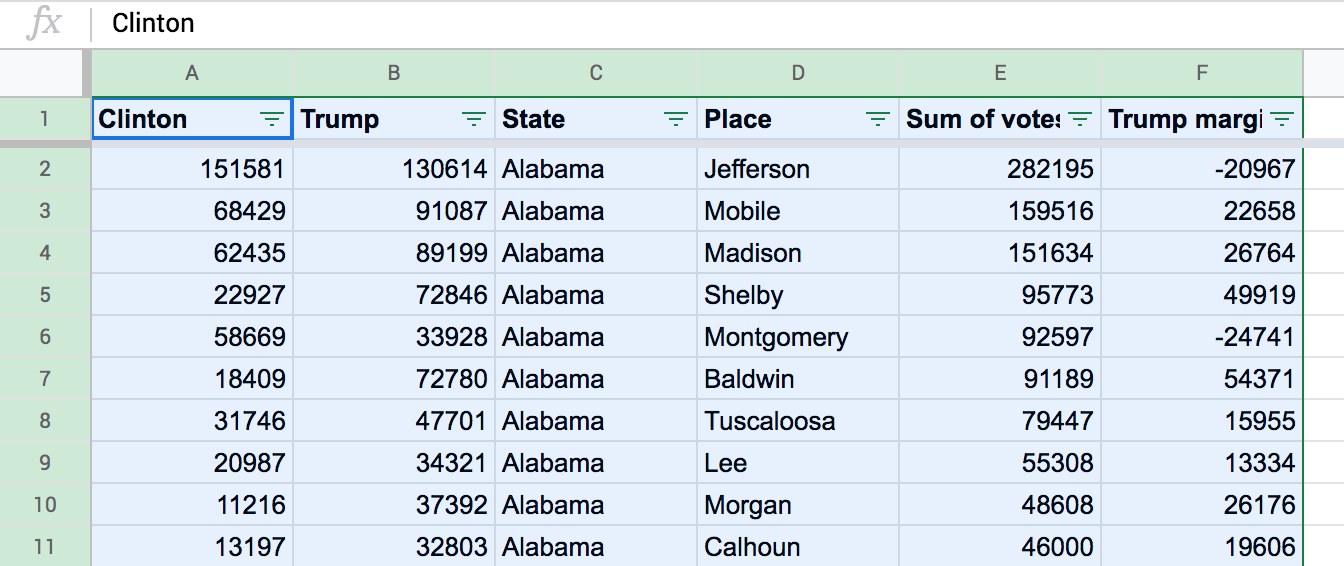 fx Clinton
A B C D E F
1 Clinton Trump State Place Sum of votes Trump margi
2 151581 130614 Alabama Jefferson 282195 -20967
3 68429 91087 Alabama Mobile 159516 22658
4 62435 89199 Alabama Madison 151634 26764
5 22927 72846 Alabama Shelby 95773 49919
6 58669 33928 Alabama Montgomery 92597 -24741
7 18409 72780 Alabama Baldwin 91189 54371
8 31746 47701 Alabama Tuscaloosa 79447 15955
9 20987 34321 Alabama Lee 55308 13334
10 11216 37392 Alabama Morgan 48608 26176
11 13197 32803 Alabama Calhoun 46000 19606